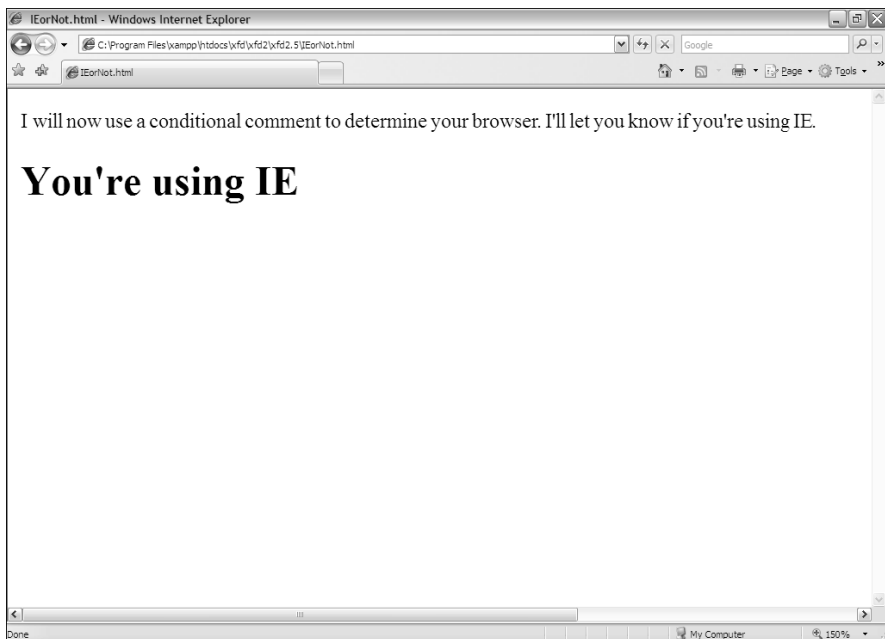 IEorNot.html - Windows Internet Explorer
C:\Program Files\xampp\htdocs\xfd\xfd2\xfd2.5\IEorNot.html
Google
IEorNot.html
Page
Tools
»
I will now use a conditional comment to determine your browser. I'll let you know if you're using IE.
You're using IE
Done
My Computer
150%